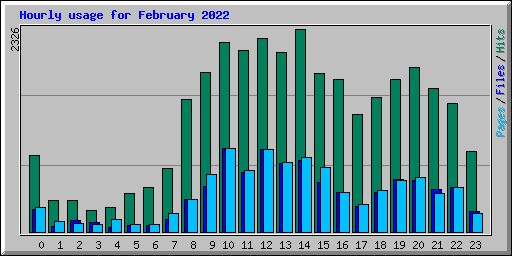 Hourly usage for February 2022
2326
Pages/Files/Hits
0 1 2 3 4 5 6 7 8 9 10 11 12 13 14 15 16 17 18 19 20 21 22 23